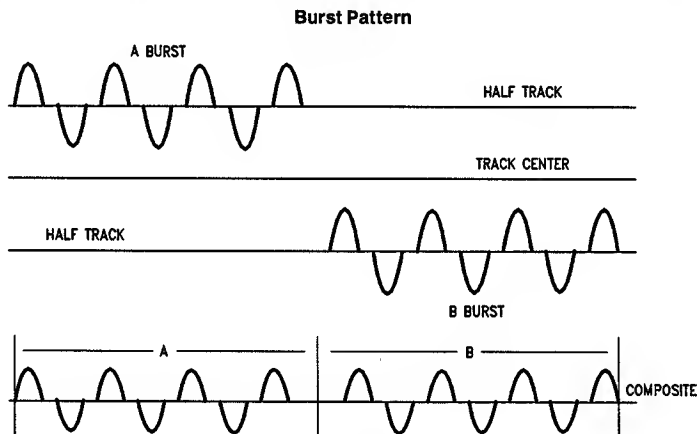 Burst Pattern
A BURST
HALF TRACK
TRACK CENTER
HALF TRACK
B BURST
A
B
COMPOSITE